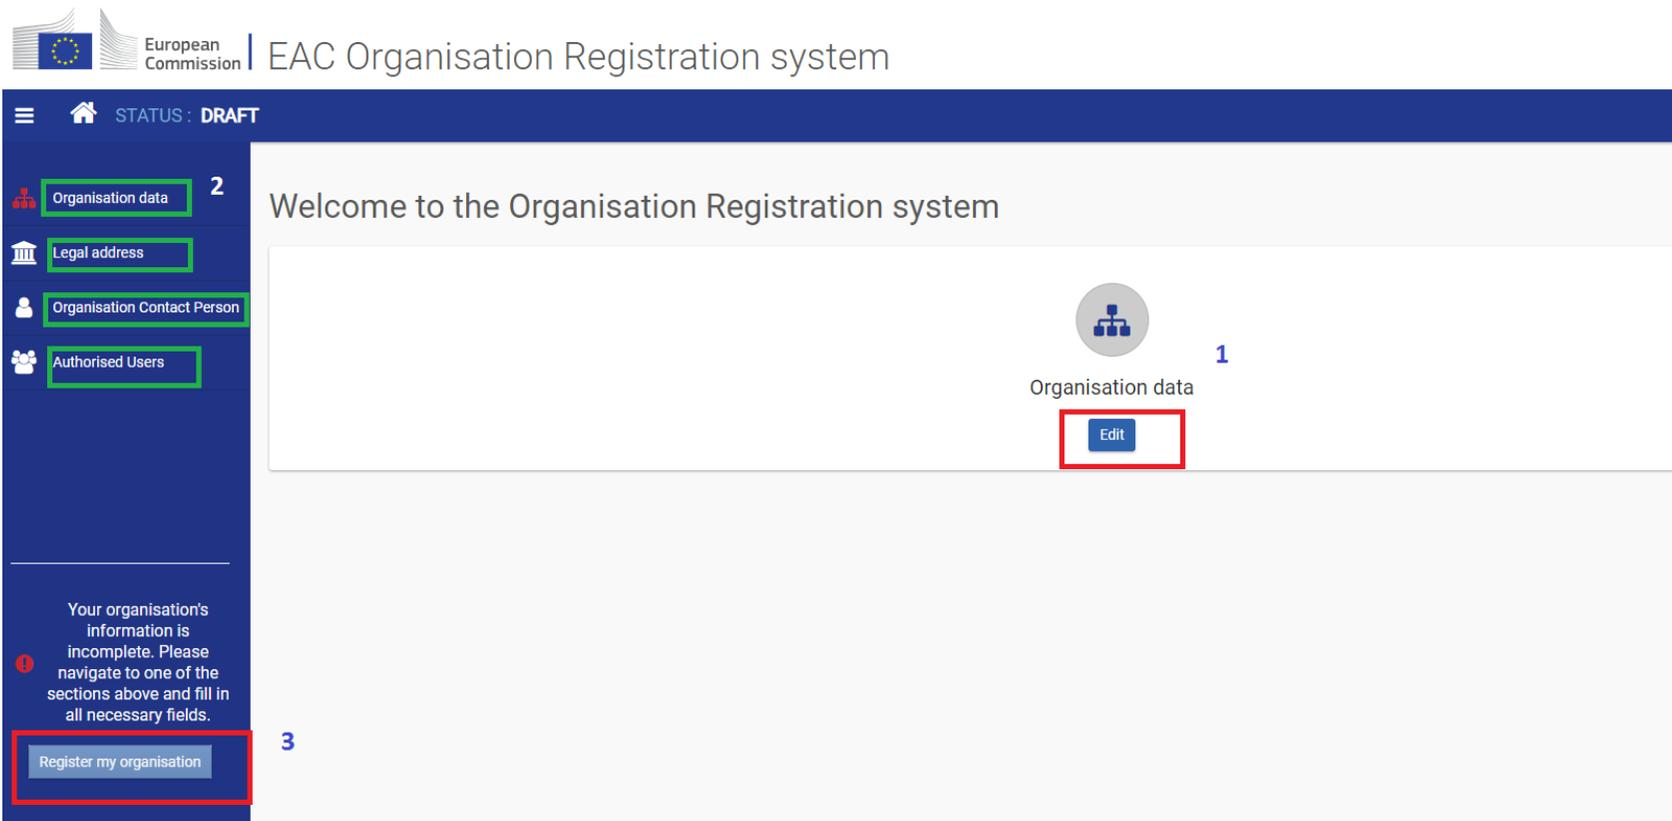 European
Commission
EAC Organisation Registration system
STATUS : DRAFT
Organisation data
2
Legal address
Organisation Contact Person
Authorised Users
Welcome to the Organisation Registration system
1
Organisation data
Edit
Your organisation's
information is
incomplete. Please
navigate to one of the
sections above and fill in
all necessary fields.
3
Register my organisation